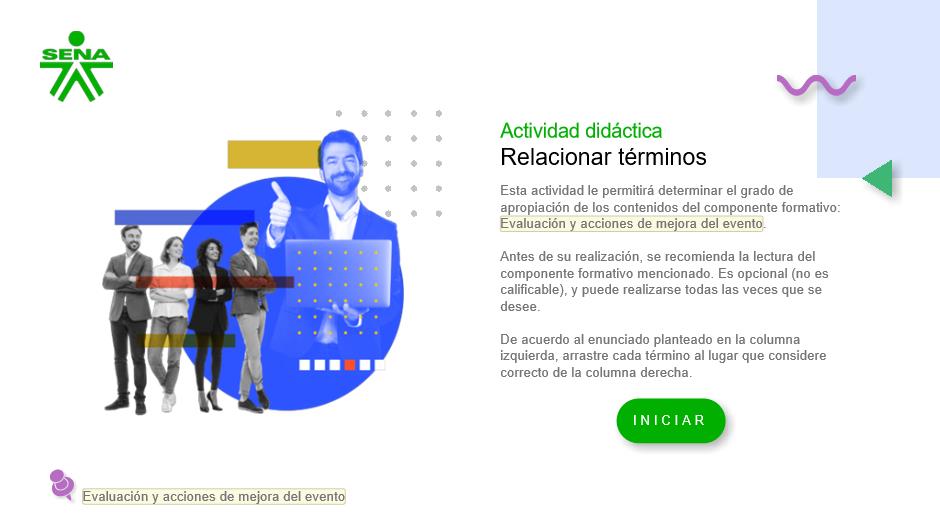 SENA
Actividad didáctica
Relacionar términos
Esta actividad le permitirá determinar el grado de
apropiación de los contenidos del componente formativo:
Evaluación y acciones de mejora del evento.
Antes de su realización, se recomienda la lectura del
componente formativo mencionado. Es opcional (no es
calificable), y puede realizarse todas las veces que se
desee.
De acuerdo al enunciado planteado en la columna
izquierda, arrastre cada término al lugar que considere
correcto de la columna derecha.
INICIAR
Evaluación y acciones de mejora del evento